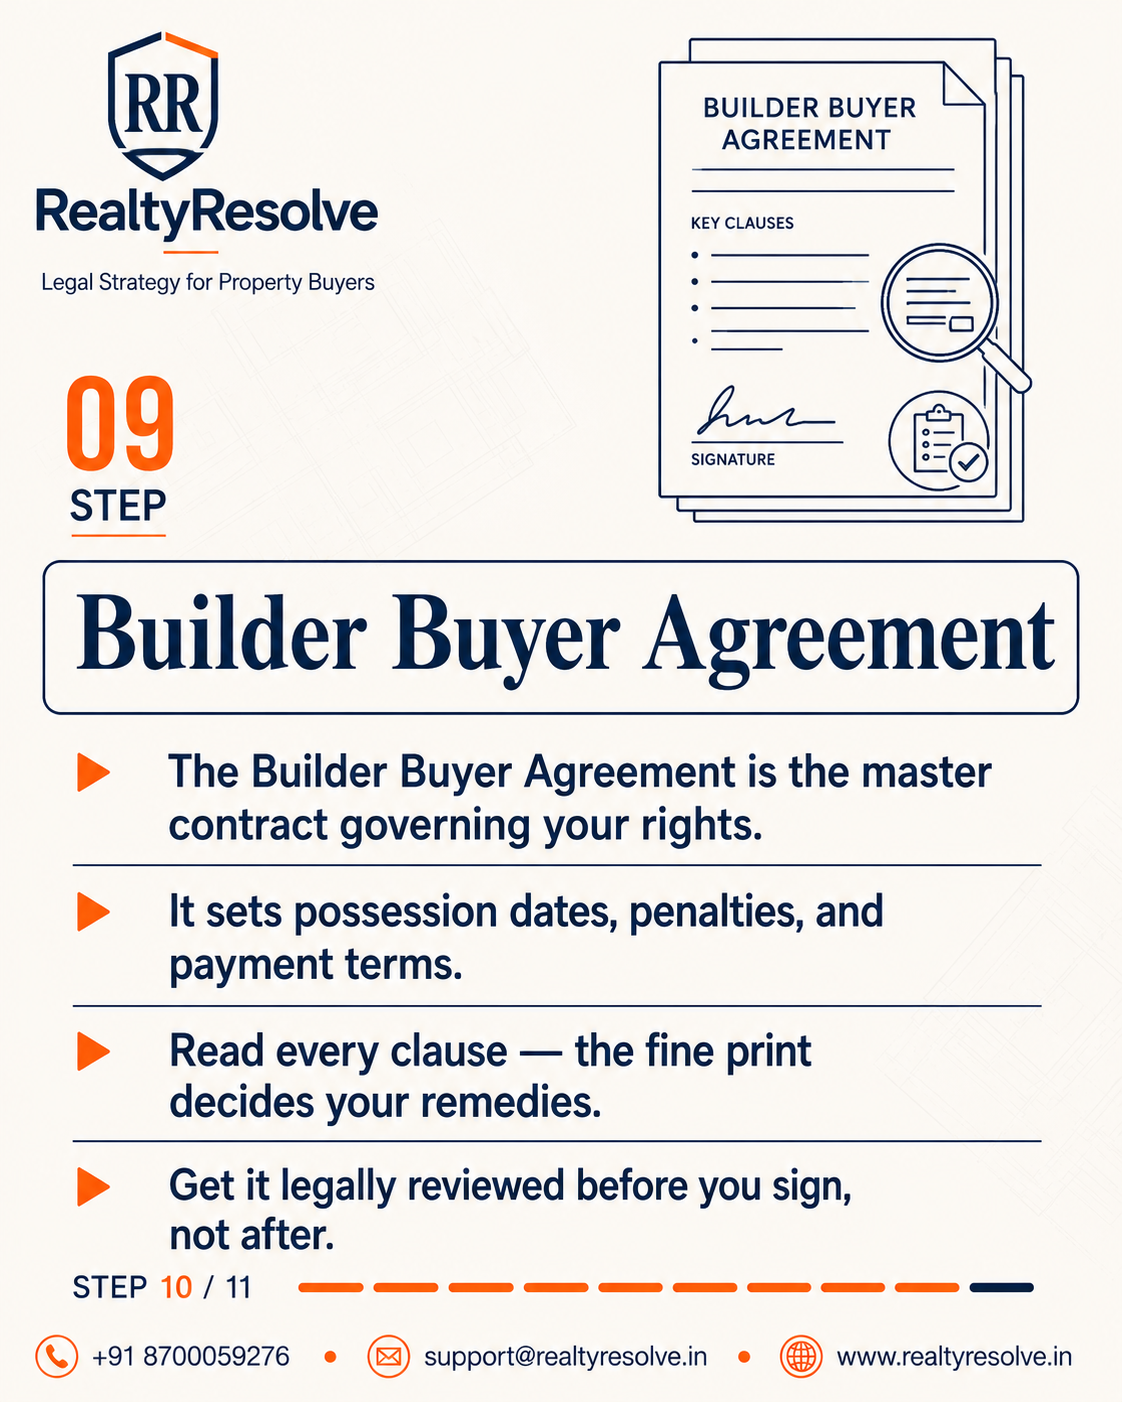 RR
RealtyResolve
Legal Strategy for Property Buyers
BUILDER BUYER
AGREEMENT
KEY CLAUSES
SIGNATURE
09
STEP
Builder Buyer Agreement
The Builder Buyer Agreement is the master
contract governing your rights.
It sets possession dates, penalties, and
payment terms.
Read every clause — the fine print
decides your remedies.
Get it legally reviewed before you sign,
not after.
STEP 10 / 11
+91 8700059276 • support@realtyresolve.in • www.realtyresolve.in